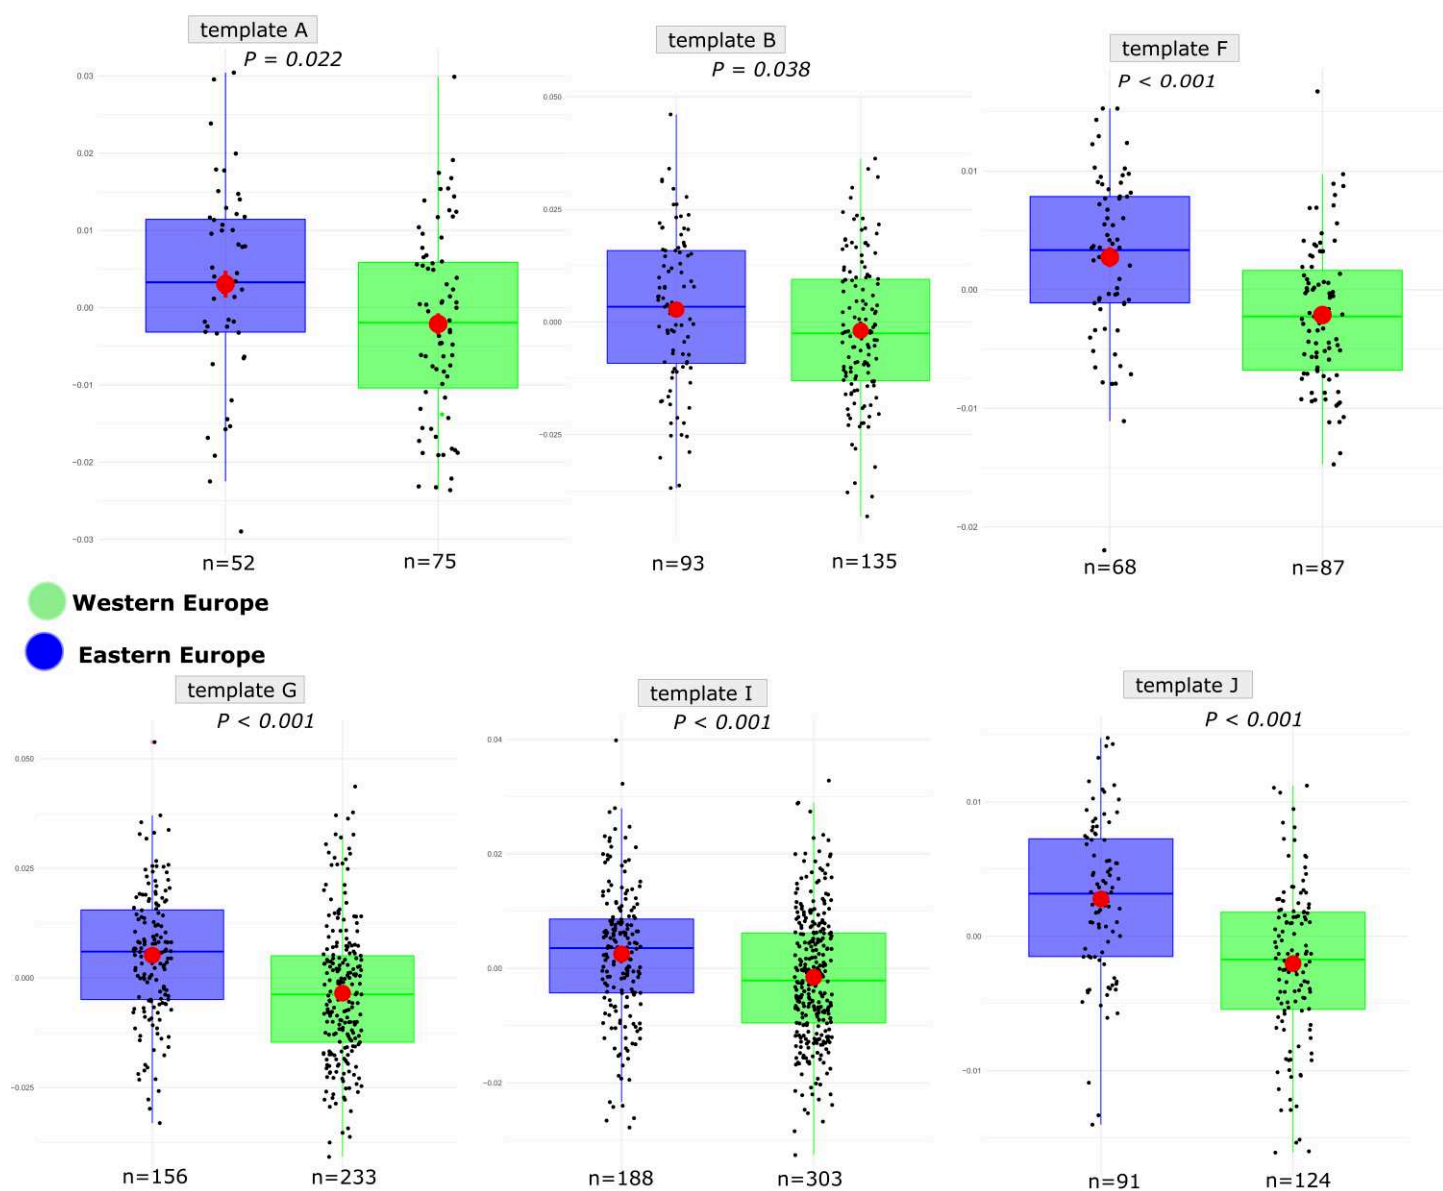 template A
P = 0.022
0.03
0.02
0.01
0.00
−0.01
−0.02
−0.03
n=52
n=75
template B
P = 0.038
0.050
0.025
0.000
−0.025
n=93
n=135
template F
P < 0.001
0.01
0.00
−0.01
−0.02
n=68
n=87
Western Europe
Eastern Europe
template G
P < 0.001
0.050
0.025
0.000
−0.025
n=156
n=233
template I
P < 0.001
0.04
0.02
0.00
−0.02
n=188
n=303
template J
P < 0.001
0.01
0.00
−0.01
n=91
n=124